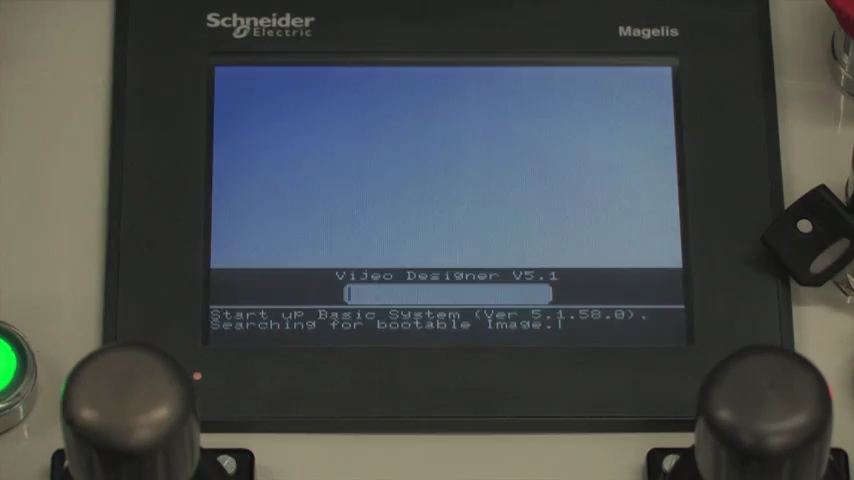 Schneider
Electric
Magelis
Video Designer V5.1
Start up Basic System (Ver 5.1.58.0).
Searching for bootable Image.